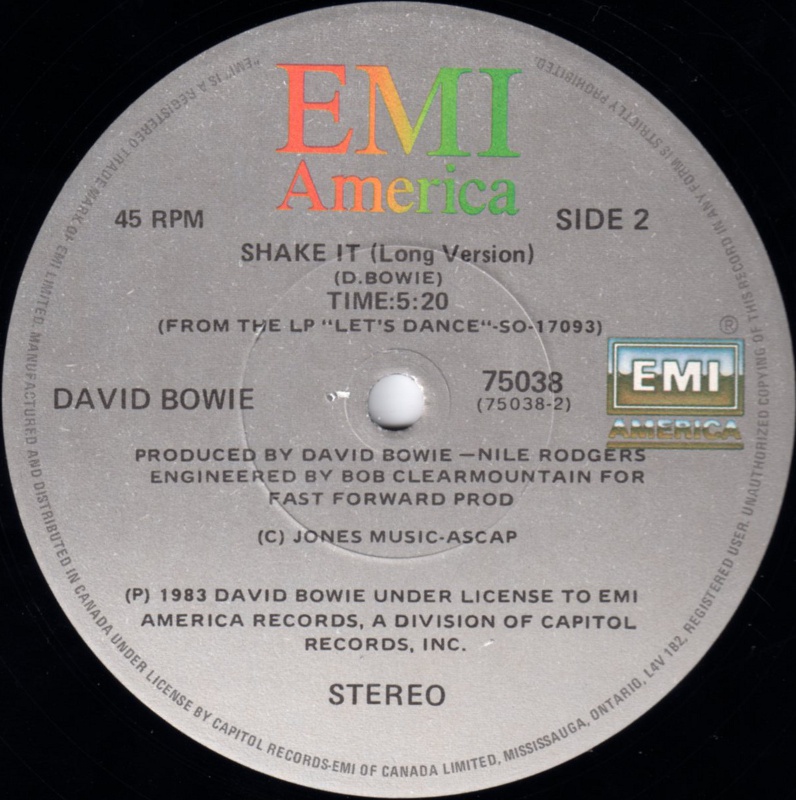 EMI
America
45 RPM
SIDE 2
SHAKE IT (Long Version)
(D.BOWIE)
TIME:5:20
(FROM THE LP "LET'S DANCE"-SO-17093)
®
EMI
AMERICA
DAVID BOWIE
75038
(75038-2)
PRODUCED BY DAVID BOWIE—NILE RODGERS
ENGINEERED BY BOB CLEARMOUNTAIN FOR
FAST FORWARD PROD
(C) JONES MUSIC-ASCAP
(P) 1983 DAVID BOWIE UNDER LICENSE TO EMI
AMERICA RECORDS, A DIVISION OF CAPITOL
RECORDS, INC.
STEREO
"EMI" IS A REGISTERED TRADE MARK OF EMI LIMITED. MANUFACTURED AND DISTRIBUTED IN CANADA UNDER LICENSE BY CAPITOL RECORDS-EMI OF CANADA LIMITED, MISSISSAUGA, ONTARIO, L4V 1B2, REGISTERED USER. UNAUTHORIZED COPYING OF THIS RECORD IN ANY FORM IS STRICTLY PROHIBITED.